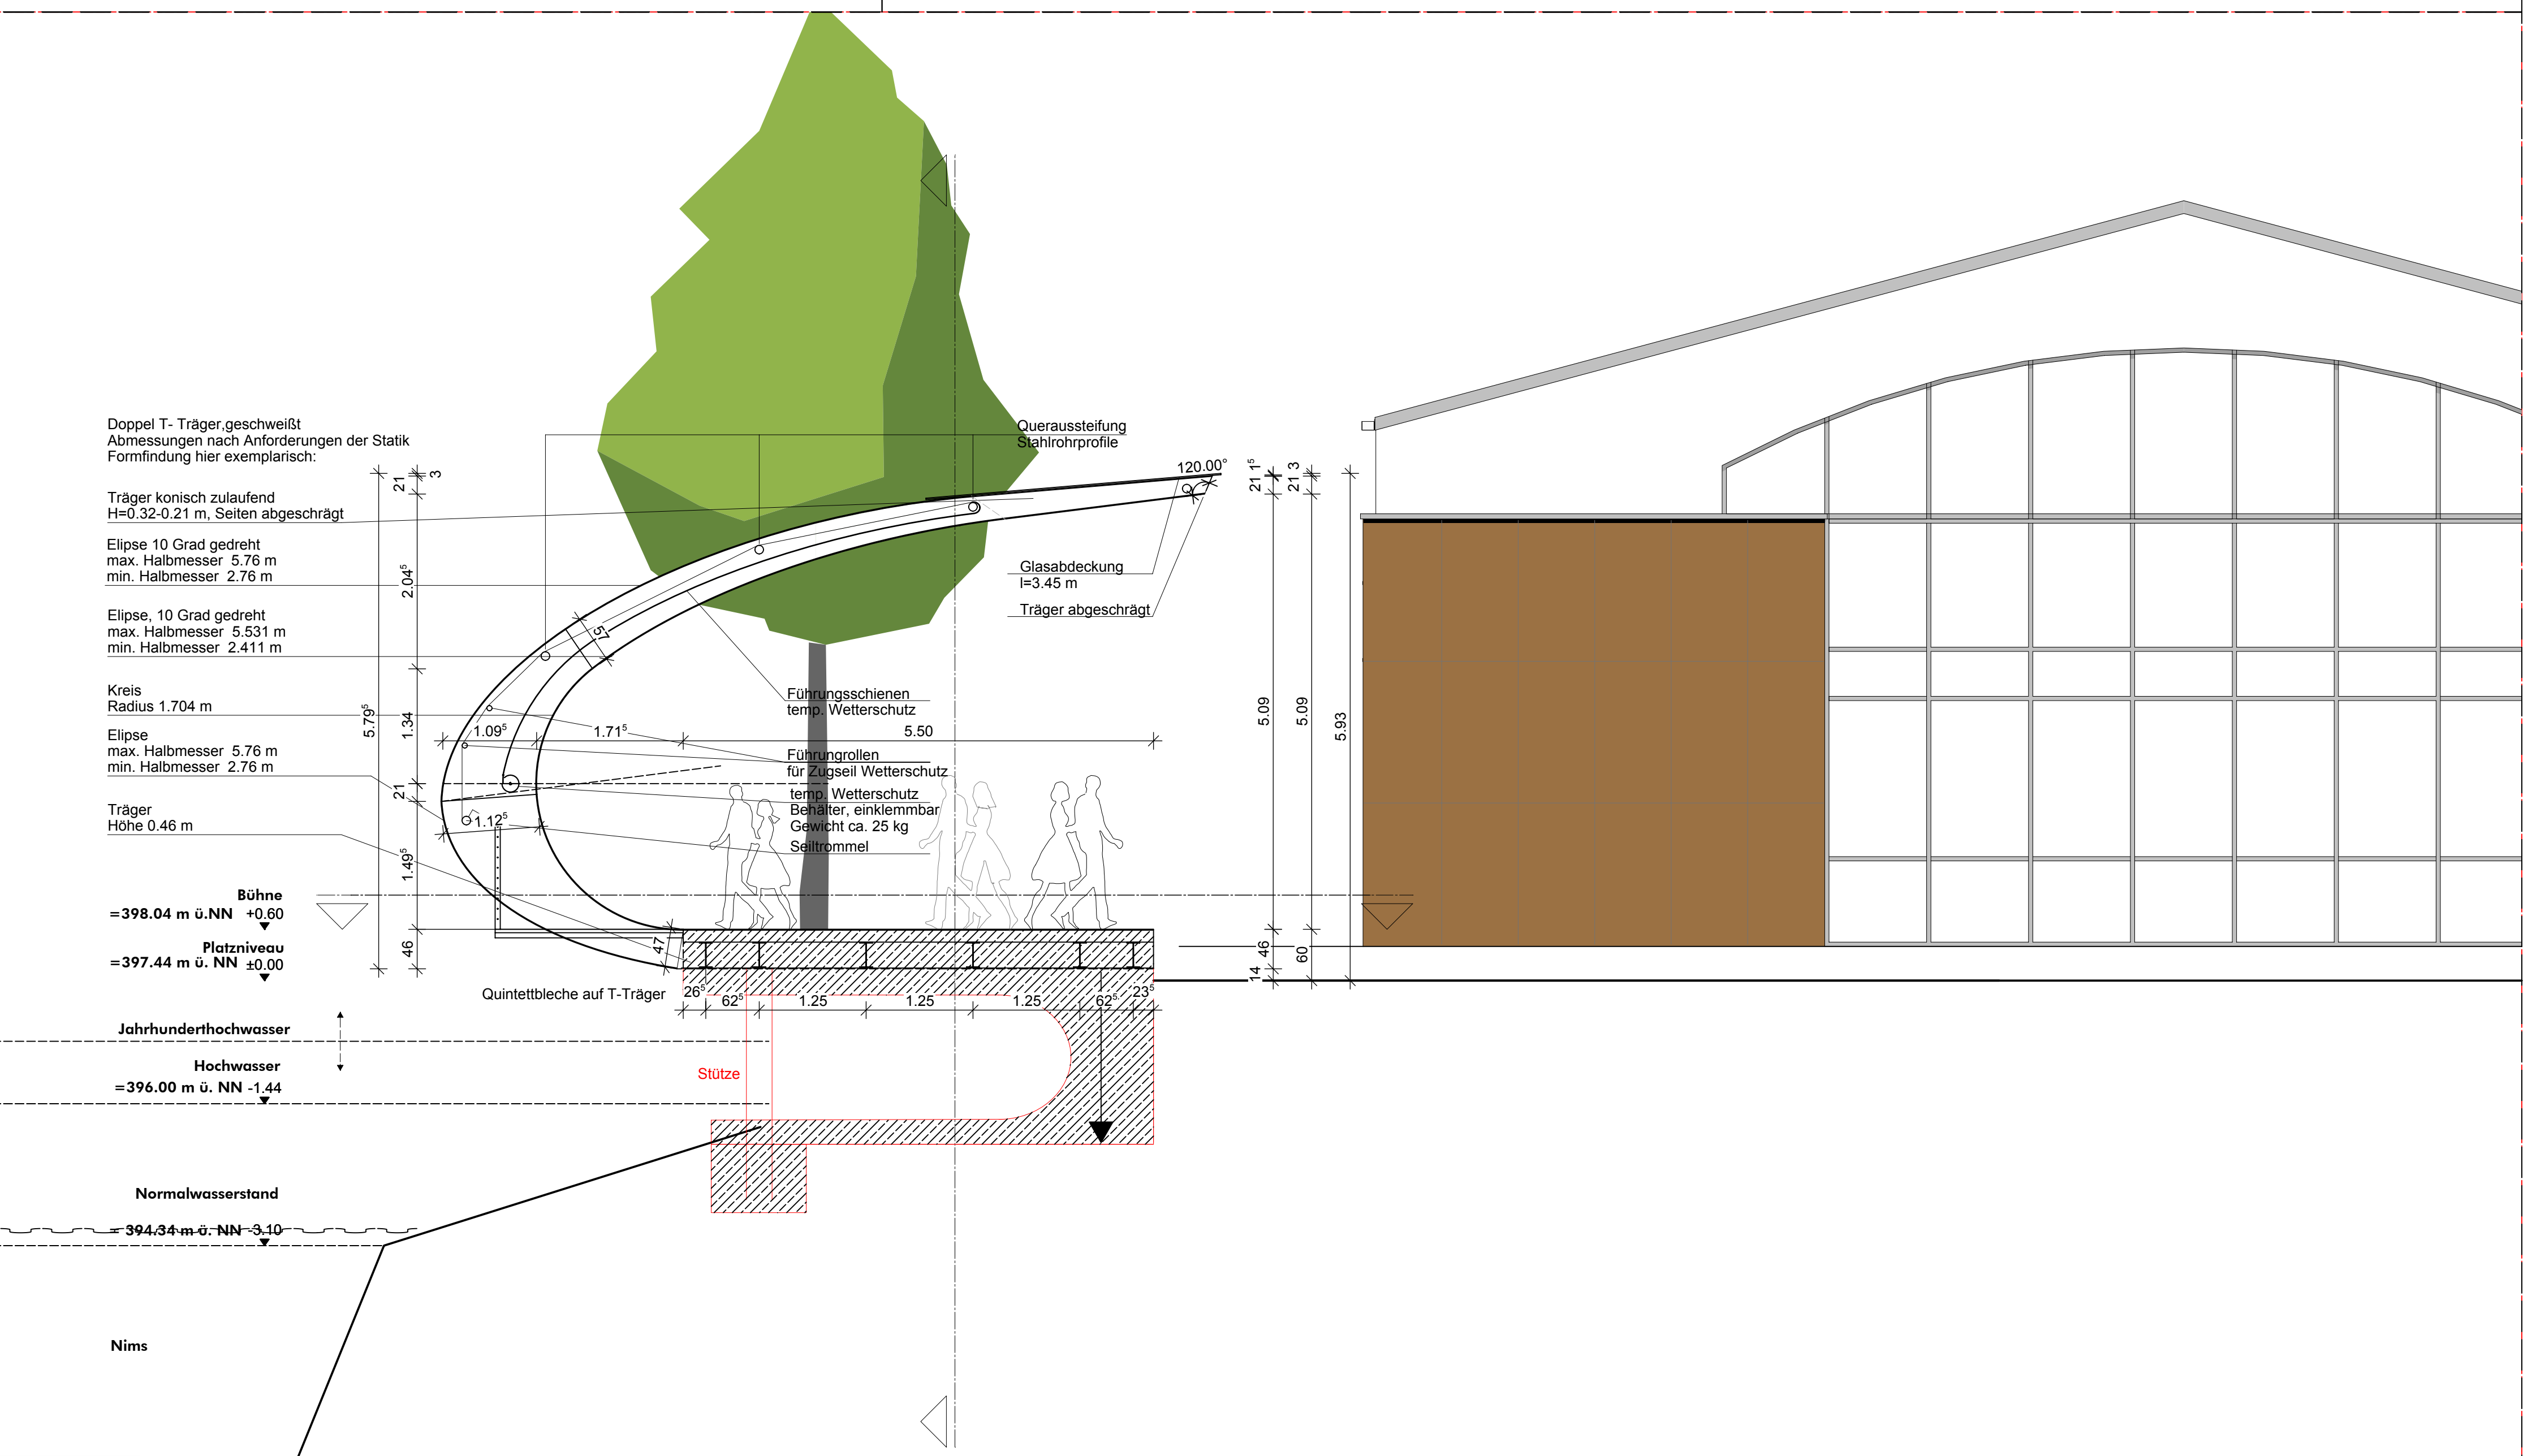 Doppel T- Träger,geschweißt
Abmessungen nach Anforderungen der Statik
Formfindung hier exemplarisch:
Träger konisch zulaufend
H=0.32-0.21 m, Seiten abgeschrägt
Elipse 10 Grad gedreht
max. Halbmesser 5.76 m
min. Halbmesser 2.76 m
Elipse, 10 Grad gedreht
max. Halbmesser 5.531 m
min. Halbmesser 2.411 m
Kreis
Radius 1.704 m
Elipse
max. Halbmesser 5.76 m
min. Halbmesser 2.76 m
Träger
Höhe 0.46 m
Bühne
=398.04 m ü.NN +0.60
Platzniveau
=397.44 m ü. NN ±0.00
Jahrhunderthochwasser
Hochwasser
=396.00 m ü. NN -1.44
Normalwasserstand
= 394.34 m ü. NN -3.10
Nims
5.79⁵
3
21
2.04⁵
1.34
21
1.49⁵
46
57
1.09⁵
1.71⁵
5.50
1.12⁵
47
Queraussteifung
Stahlrohrprofile
120.00°
Glasabdeckung
l=3.45 m
Träger abgeschrägt
Führungsschienen
temp. Wetterschutz
Führungrollen
für Zugseil Wetterschutz
temp. Wetterschutz
Behälter, einklemmbar
Gewicht ca. 25 kg
Seiltrommel
Quintettbleche auf T-Träger
26⁵
62⁵
1.25
1.25
1.25
62⁵
23⁵
Stütze
21 1⁵
5.09
46
14
21 3
5.09
60
5.93